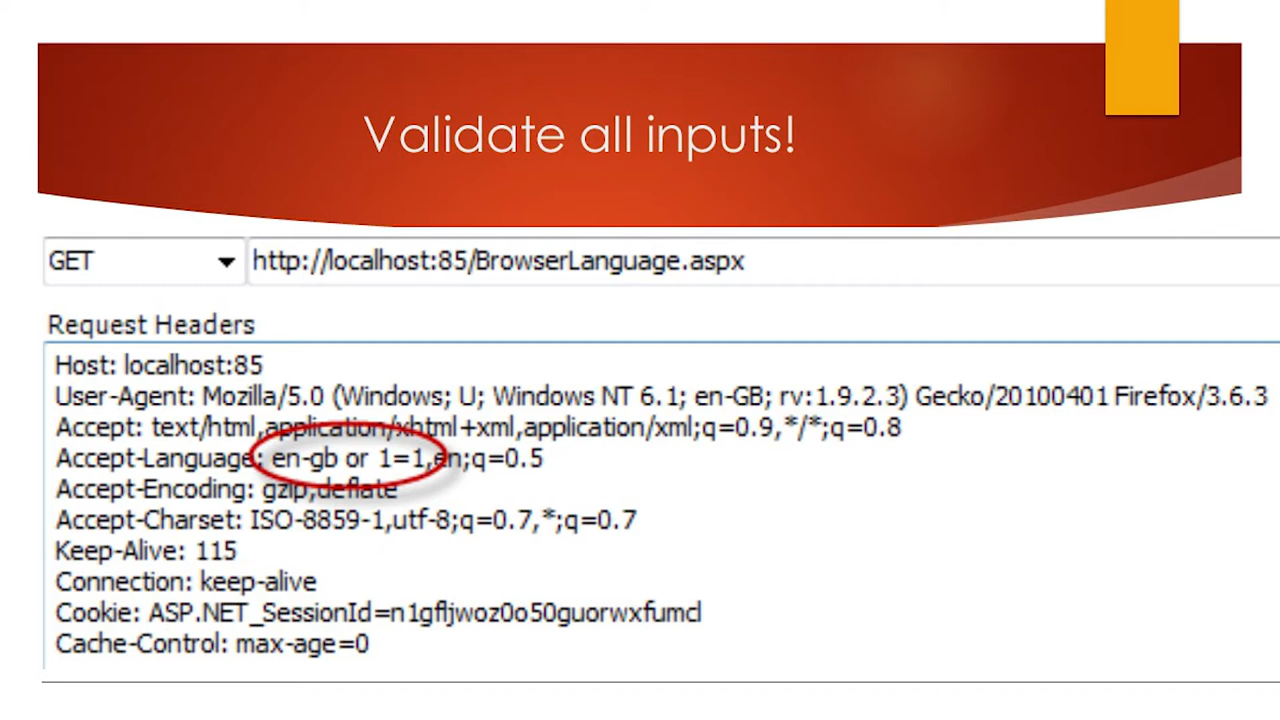 Validate all inputs!
GET http://localhost:85/BrowserLanguage.aspx
Request Headers
Host: localhost:85
User-Agent: Mozilla/5.0 (Windows; U; Windows NT 6.1; en-GB; rv:1.9.2.3) Gecko/20100401 Firefox/3.6.3
Accept: text/html,application/xhtml+xml,application/xml;q=0.9,*/*;q=0.8
Accept-Language: en-gb or 1=1,en;q=0.5
Accept-Encoding: gzip,deflate
Accept-Charset: ISO-8859-1,utf-8;q=0.7,*;q=0.7
Keep-Alive: 115
Connection: keep-alive
Cookie: ASP.NET_SessionId=n1gfljwoz0o50guorwxfumcl
Cache-Control: max-age=0